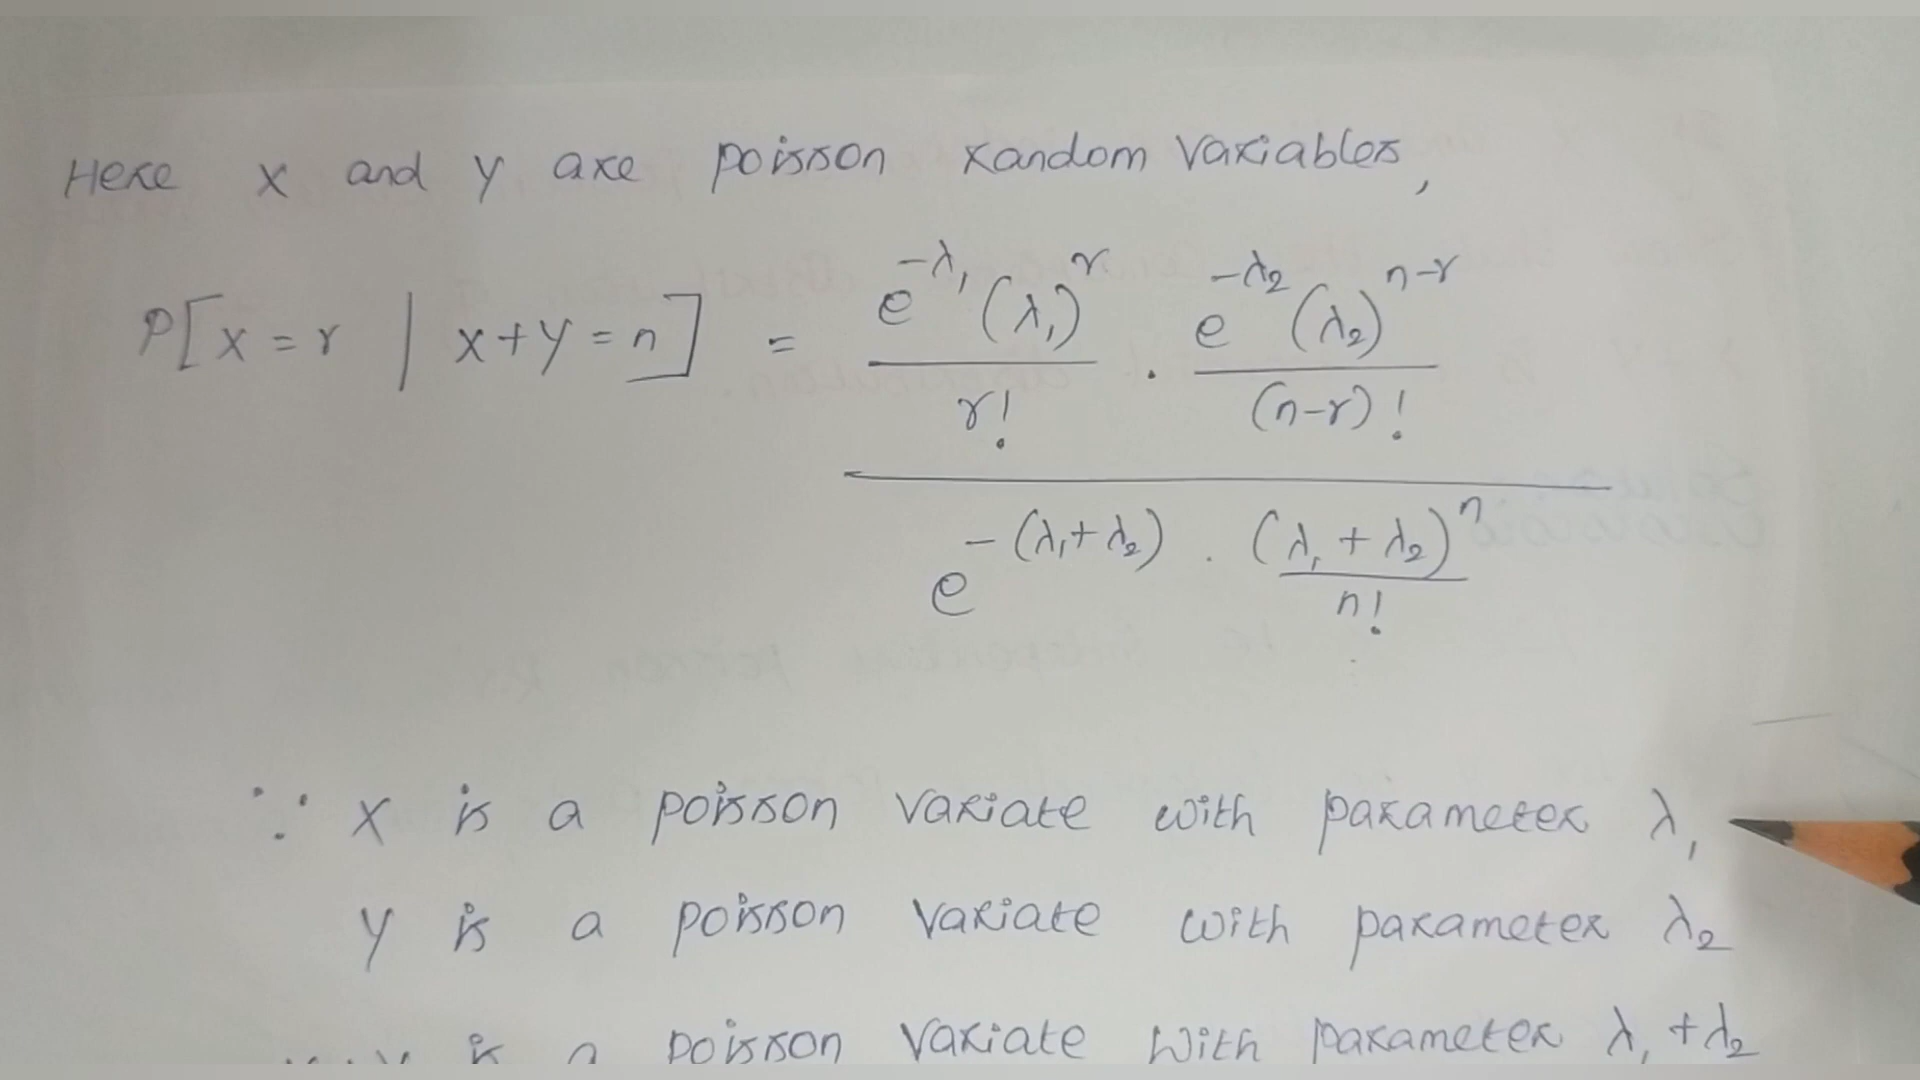 Here X and Y are poisson random variables,
P[X=r | X+Y=n] = e^{-λ₁}(λ₁)^r / r! · e^{-λ₂}(λ₂)^{n-r} / (n-r)!
e^{-(λ₁+λ₂)} · (λ₁+λ₂)^n / n!
∵ X is a poisson variate with parameter λ₁
Y is a poisson variate with parameter λ₂
is a poisson variate with parameter λ₁+λ₂